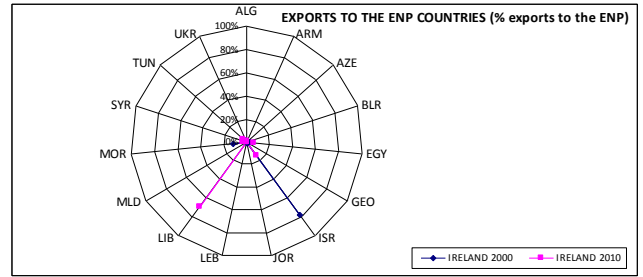 EXPORTS TO THE ENP COUNTRIES (% exports to the ENP)
ALG
ARM
AZE
BLR
EGY
GEO
ISR
JOR
LEB
LIB
MLD
MOR
SYR
TUN
UKR
100%
80%
60%
40%
20%
0%
IRELAND 2000
IRELAND 2010